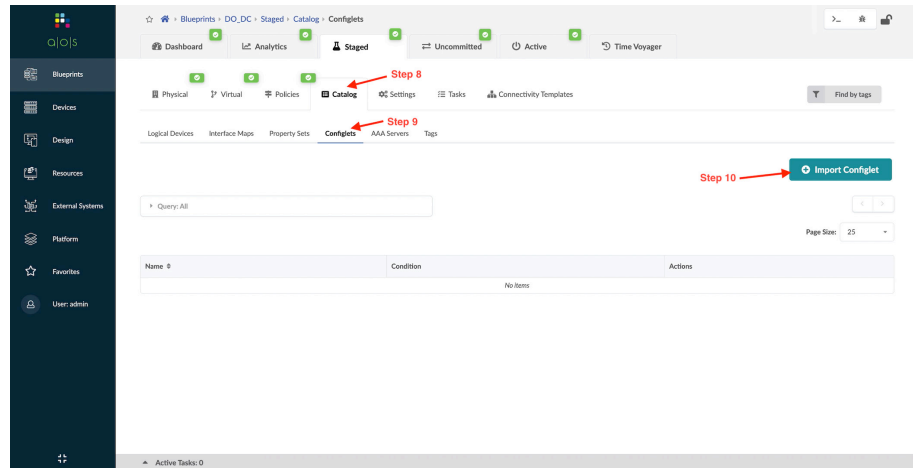 Blueprints › DO_DC › Staged › Catalog › Configlets
>_
a|o|s
Dashboard
Analytics
Staged
Uncommitted
Active
Time Voyager
Blueprints
Devices
Design
Resources
External Systems
Platform
Favorites
User: admin
Step 8
Physical
Virtual
Policies
Catalog
Settings
Tasks
Connectivity Templates
Find by tags
Step 9
Logical Devices
Interface Maps
Property Sets
Configlets
AAA Servers
Tags
Step 10
Import Configlet
Query: All
Page Size: 25
Name
Condition
Actions
No items
Active Tasks: 0